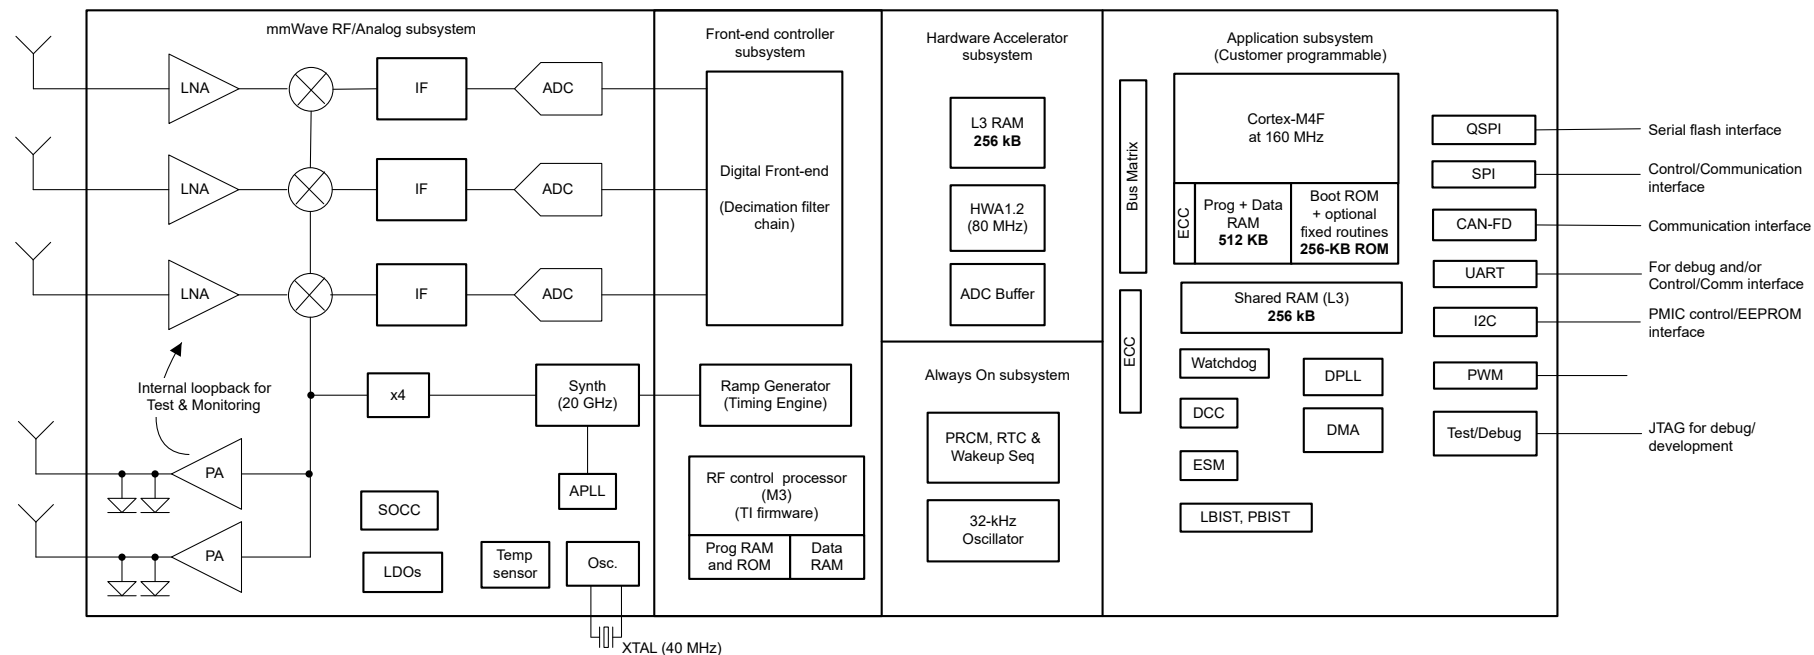 mmWave RF/Analog subsystem
LNA
IF
ADC
LNA
IF
ADC
LNA
IF
ADC
Internal loopback for
Test & Monitoring
x4
Synth
(20 GHz)
PA
APLL
SOCC
PA
LDOs
Temp
sensor
Osc.
XTAL (40 MHz)
Front-end controller
subsystem
Digital Front-end
(Decimation filter
chain)
Ramp Generator
(Timing Engine)
RF control processor
(M3)
(TI firmware)
Prog RAM
and ROM
Data
RAM
Hardware Accelerator
subsystem
L3 RAM
256 kB
HWA1.2
(80 MHz)
ADC Buffer
Always On subsystem
PRCM, RTC &
Wakeup Seq
32-kHz
Oscillator
Application subsystem
(Customer programmable)
Bus Matrix
Cortex-M4F
at 160 MHz
ECC
Prog + Data
RAM
512 KB
Boot ROM
+ optional
fixed routines
256-KB ROM
Shared RAM (L3)
256 kB
ECC
Watchdog
DPLL
DCC
DMA
ESM
LBIST, PBIST
QSPI
Serial flash interface
SPI
Control/Communication
interface
CAN-FD
Communication interface
UART
For debug and/or
Control/Comm interface
I2C
PMIC control/EEPROM
interface
PWM
Test/Debug
JTAG for debug/
development